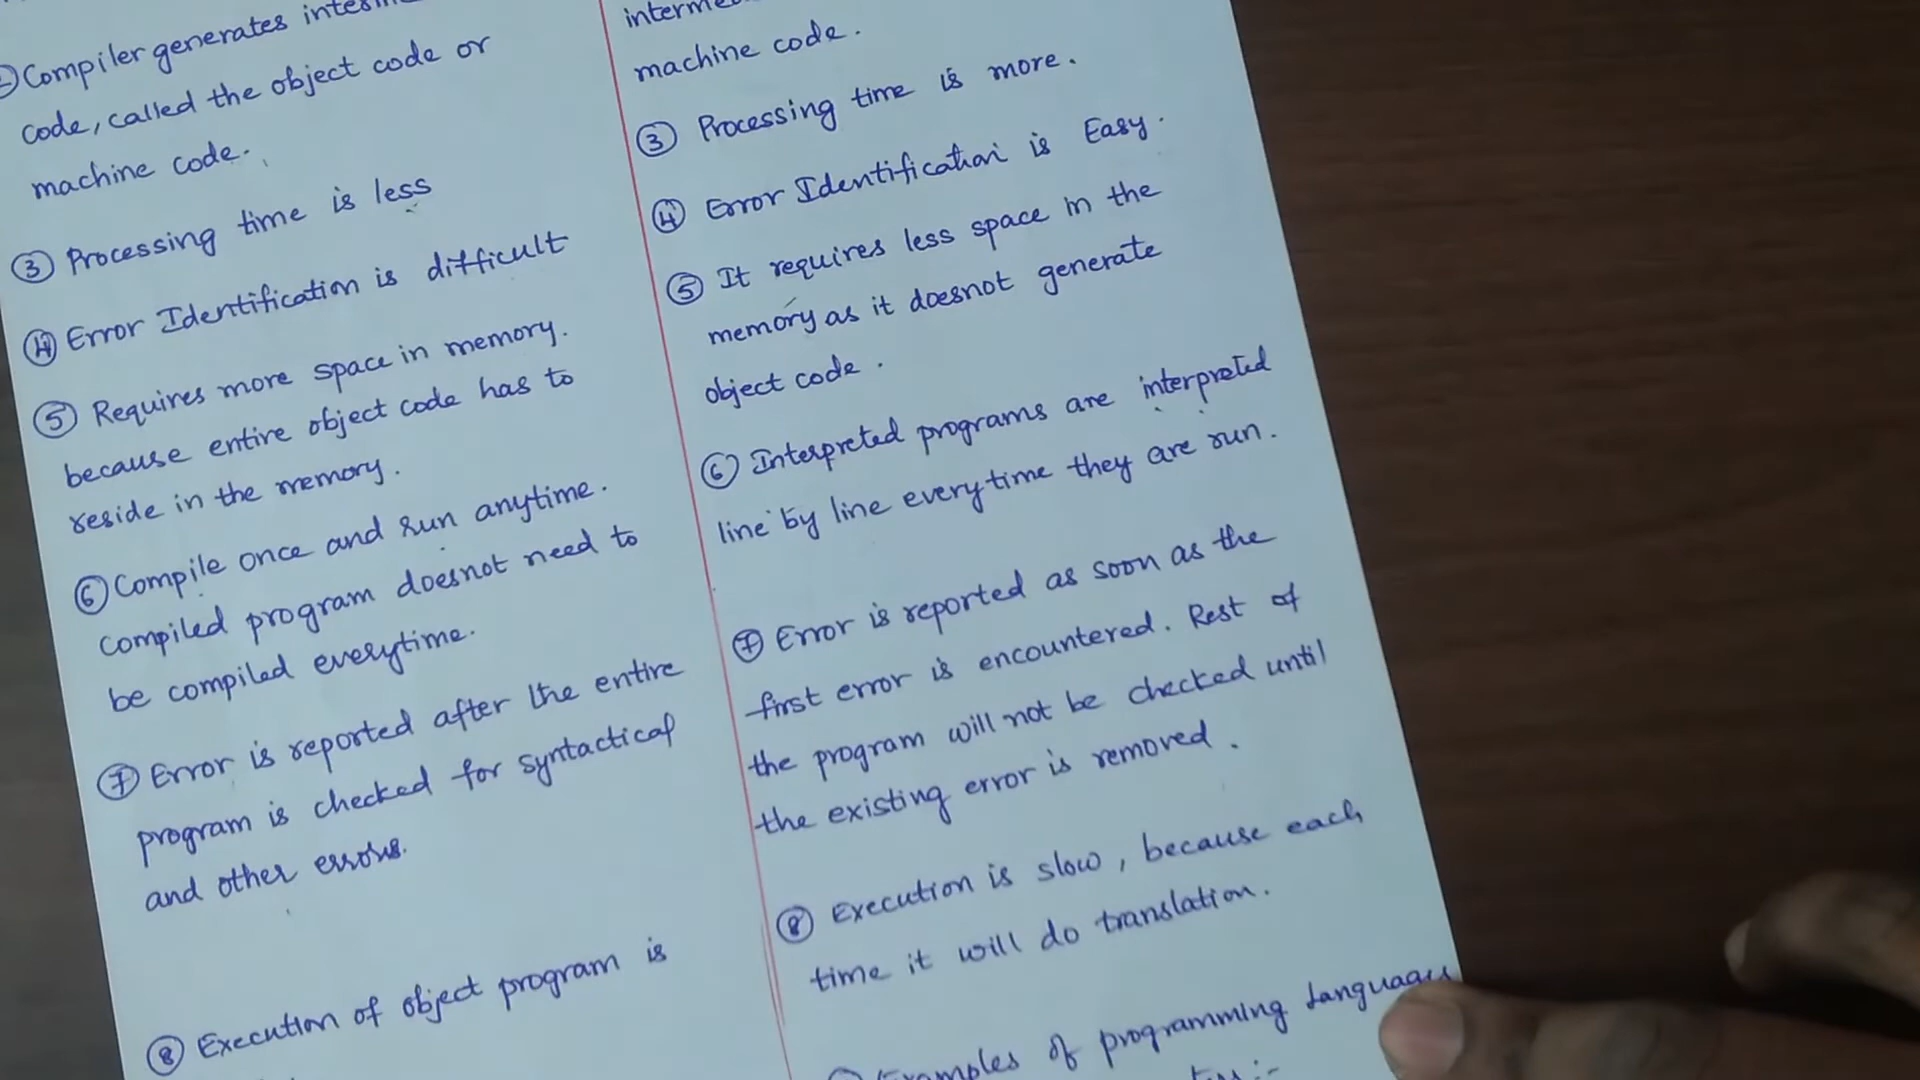 ② Compiler generates
code, called the object code or
machine code.
③ Processing time is less
④ Error Identification is difficult
⑤ Requires more space in memory.
because entire object code has to
reside in the memory.
⑥ Compile once and run anytime.
compiled program doesnot need to
be compiled everytime.
⑦ Error is reported after the entire
program is checked for syntactical
and other errors.
⑧ Execution of object program is
machine code.
③ Processing time is more.
④ Error Identification is Easy.
⑤ It requires less space in the
memory as it doesnot generate
object code.
⑥ Interpreted programs are interpreted
line by line everytime they are run.
⑦ Error is reported as soon as the
first error is encountered. Rest of
the program will not be checked until
the existing error is removed.
⑧ Execution is slow, because each
time it will do translation.
of programming languages